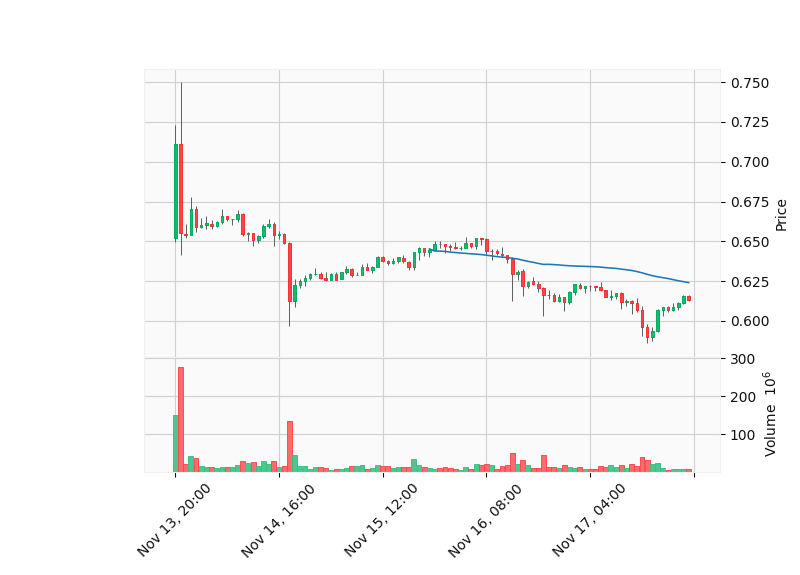 0.750
0.725
0.700
0.675
0.650
0.625
0.600
Price
300
200
100
Volume 10^6
Nov 13, 20:00
Nov 14, 16:00
Nov 15, 12:00
Nov 16, 08:00
Nov 17, 04:00